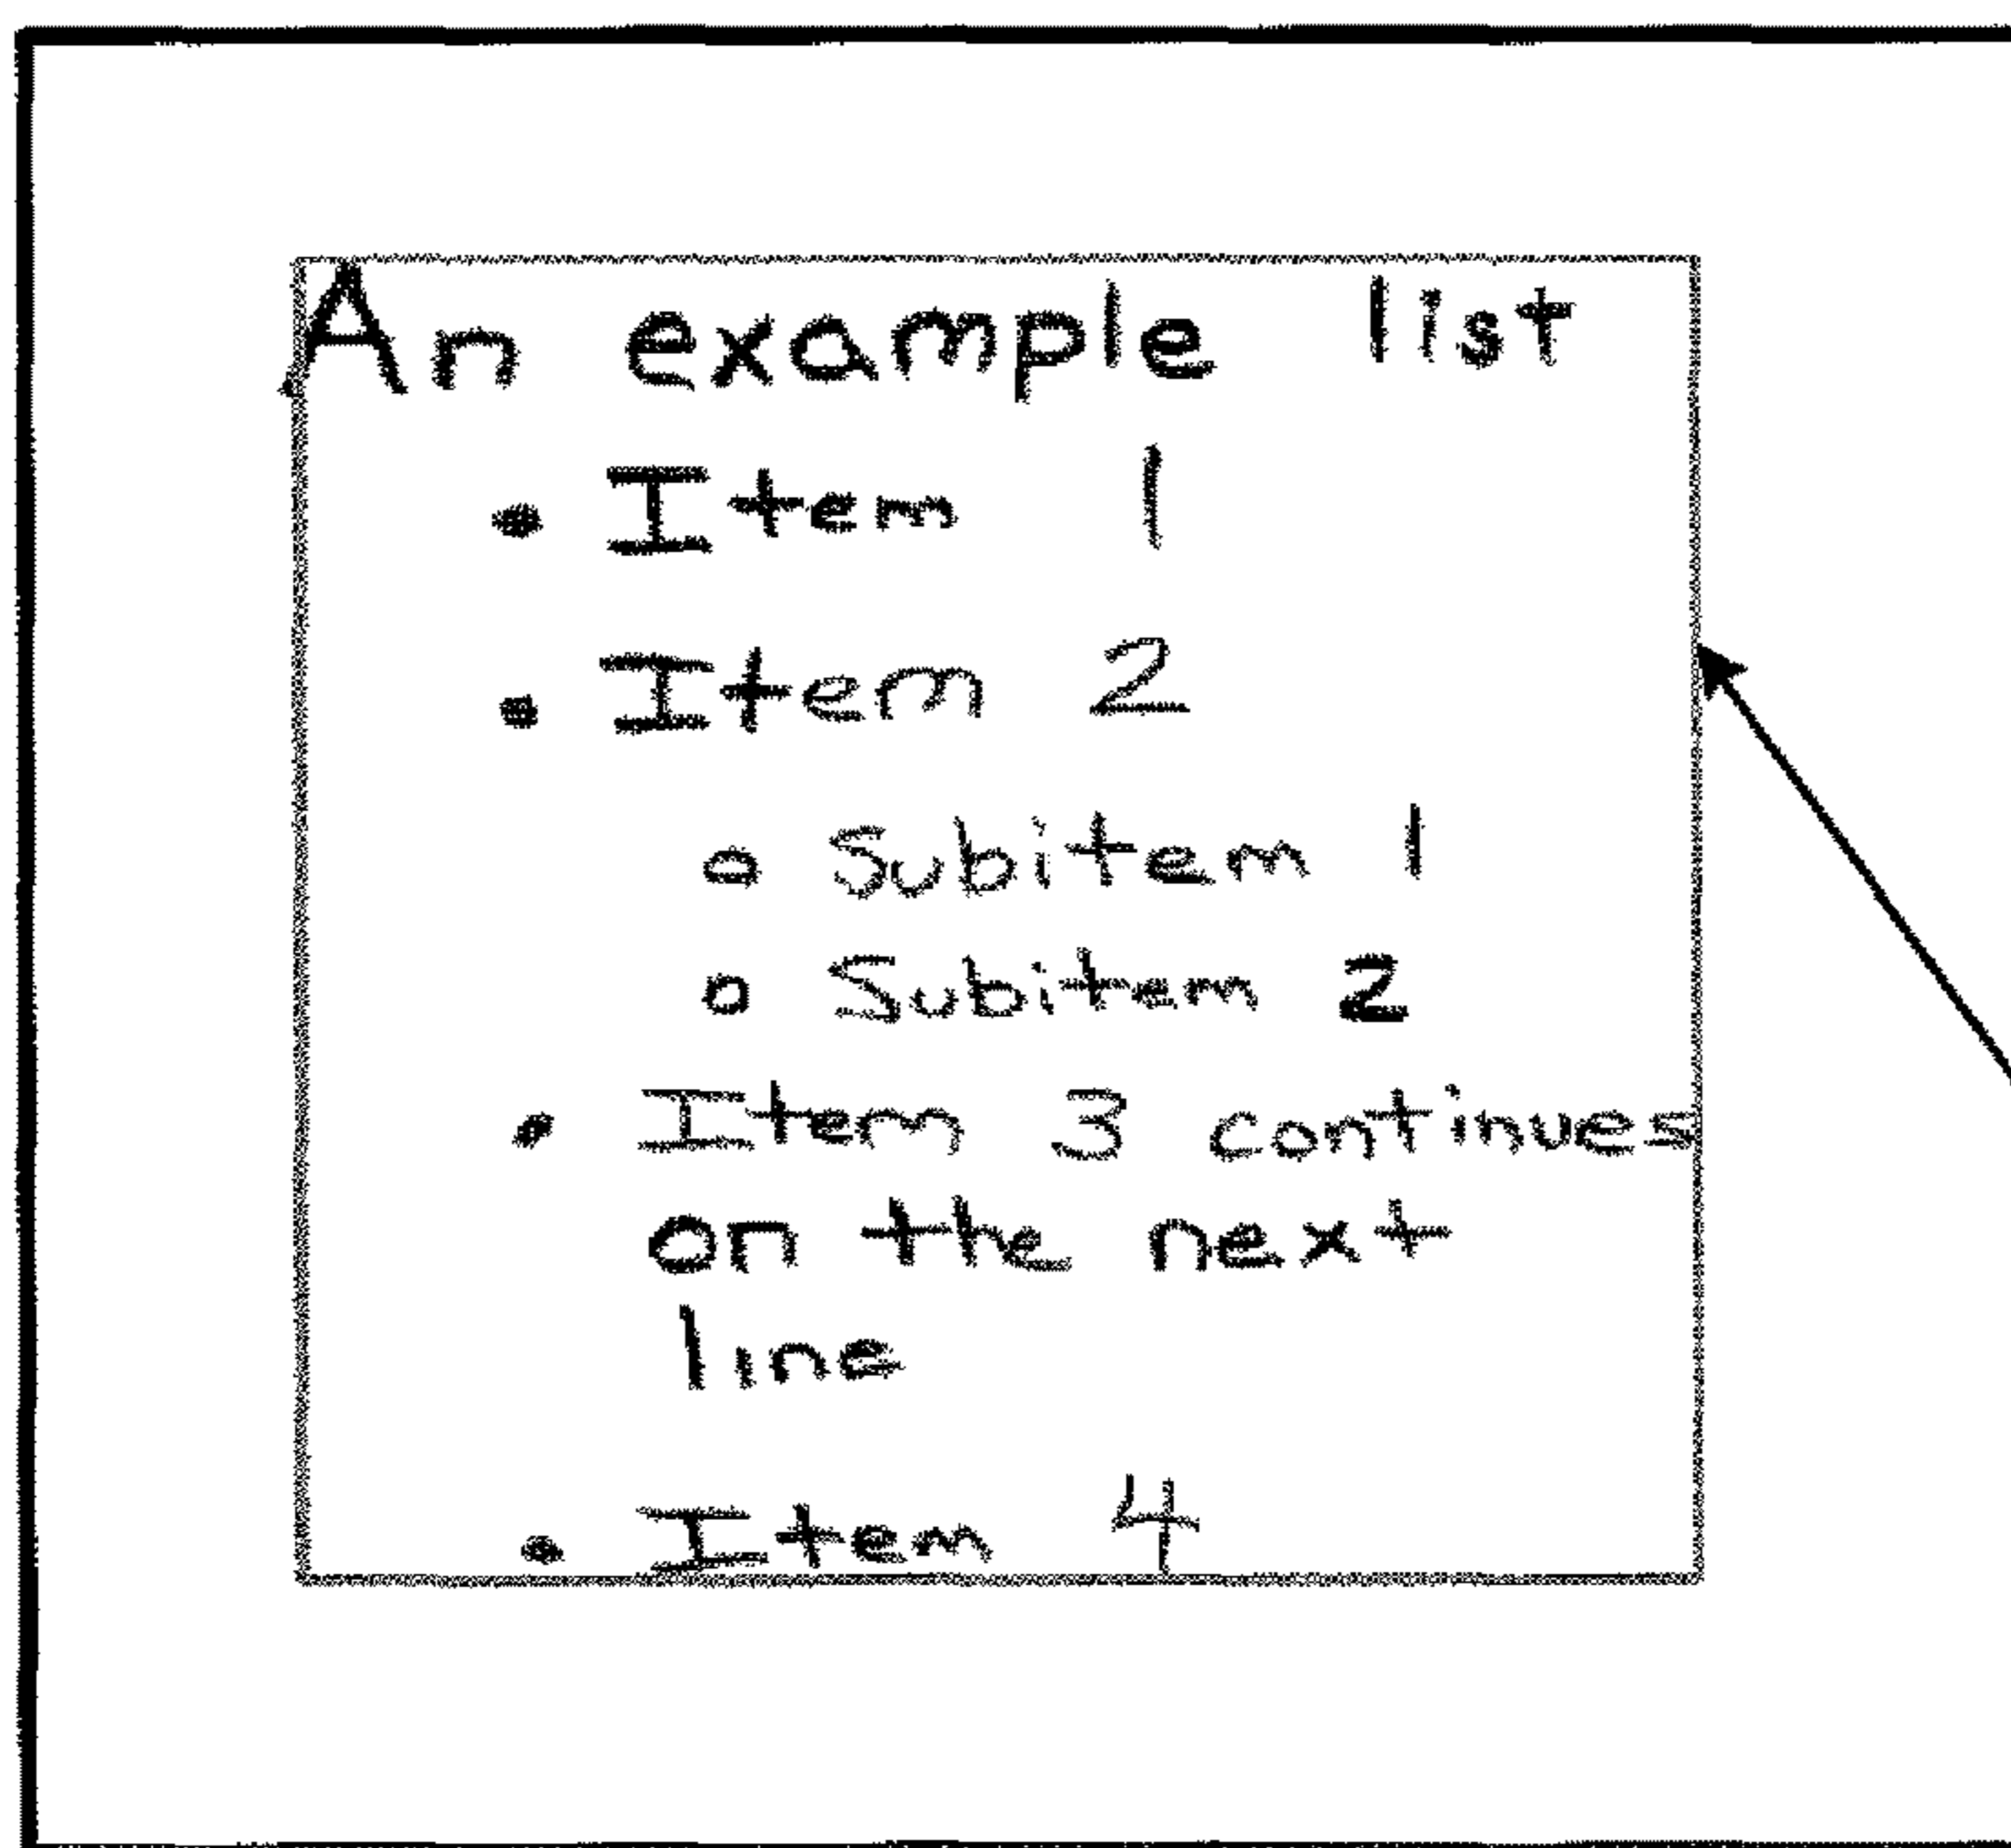 An example list
• Item 1
• Item 2
o Subitem 1
o Subitem 2
• Item 3 continues
on the next
line
• Item 4